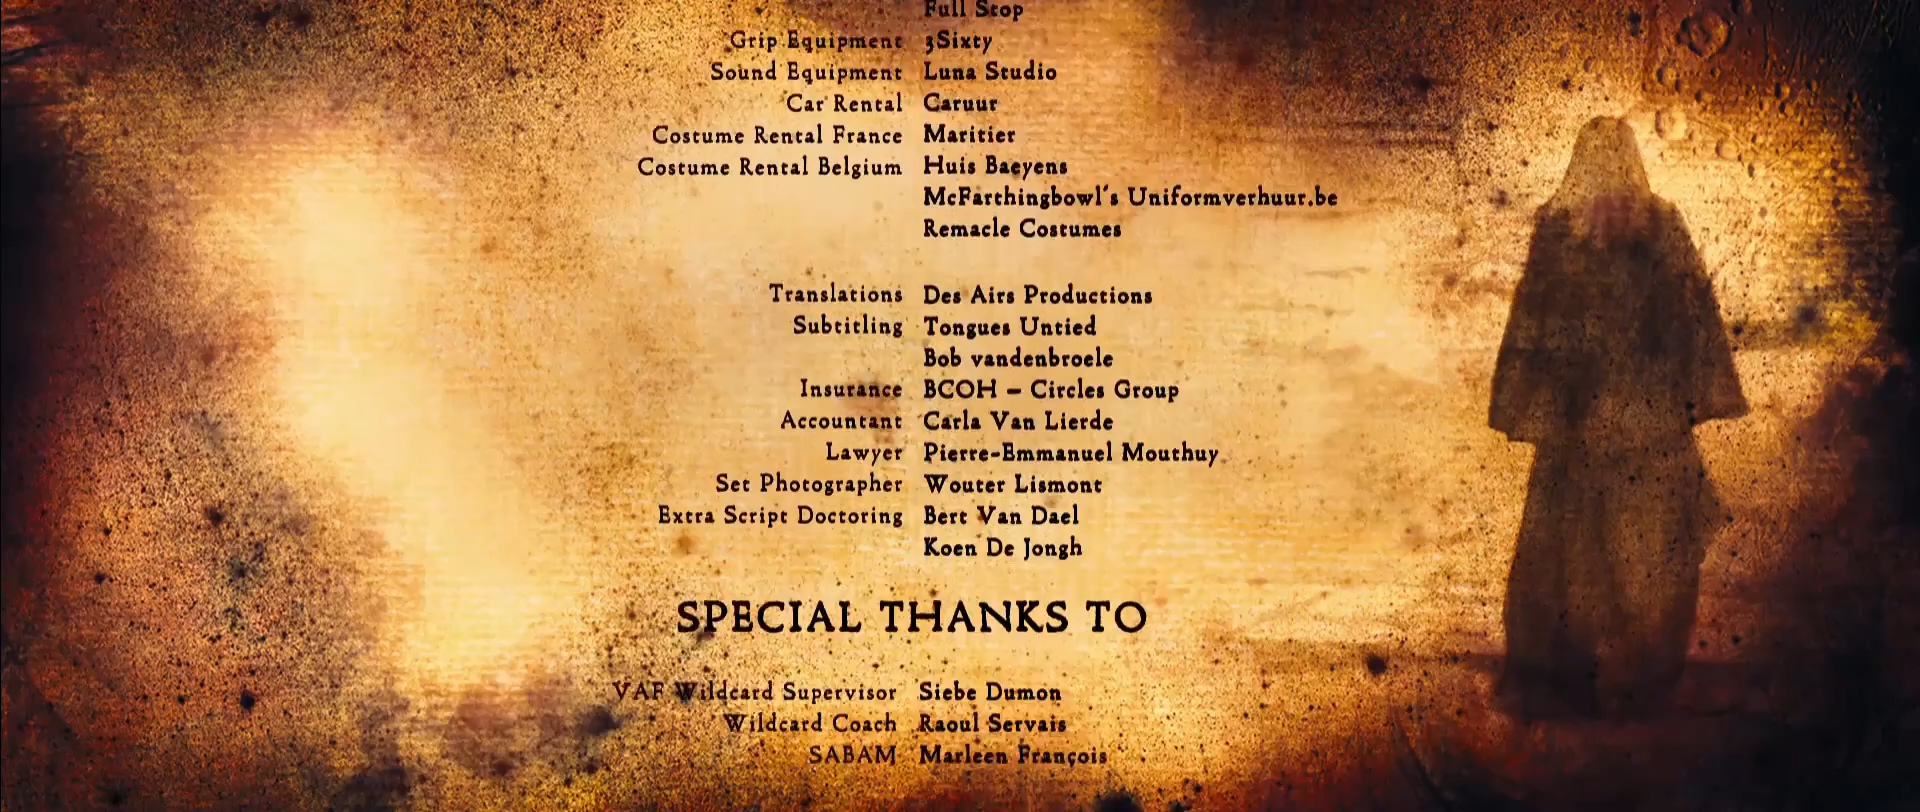 Full Stop
Grip Equipment 3Sixty
Sound Equipment Luna Studio
Car Rental Caruur
Costume Rental France Maritier
Costume Rental Belgium Huis Baeyens
McFarthingbowl's Uniformverhuur.be
Remacle Costumes
Translations Des Airs Productions
Subtitling Tongues Untied
Bob vandenbroele
Insurance BCOH – Circles Group
Accountant Carla Van Lierde
Lawyer Pierre-Emmanuel Mouthuy
Set Photographer Wouter Lismont
Extra Script Doctoring Bert Van Dael
Koen De Jongh
SPECIAL THANKS TO
VAF Wildcard Supervisor Siebe Dumon
Wildcard Coach Raoul Servais
SABAM Marleen François